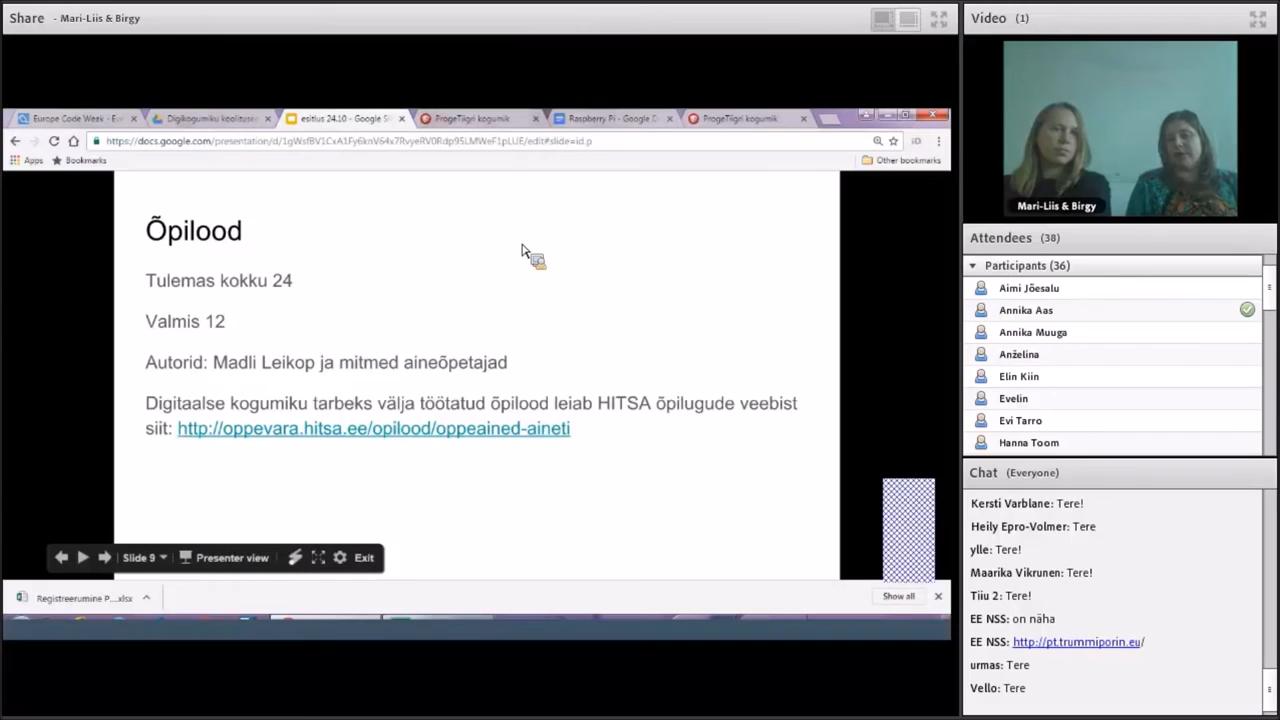 Share - Mari-Liis & Birgy
Europe Code Week - Eu
Digikogumiku koolituse
esitlus 24.10 - Google Sl
ProgeTiigri kogumik
Raspberry Pi - Google D
ProgeTiigri kogumik
Apps
Bookmarks
Other bookmarks
Õpilood
Tulemas kokku 24
Valmis 12
Autorid: Madli Leikop ja mitmed aineõpetajad
Digitaalse kogumiku tarbeks välja töötatud õpilood leiab HITSA õpilugude veebist
siit: http://oppevara.hitsa.ee/opilood/oppeained-aineti
Slide 9
Presenter view
Exit
Registreerumine P....xlsx
Show all
Video (1)
Mari-Liis & Birgy
Attendees (38)
Participants (36)
Aimi Jõesalu
Annika Aas
Annika Muuga
Anželina
Elin Kiin
Evelin
Evi Tarro
Hanna Toom
Chat (Everyone)
Kersti Varblane: Tere!
Heily Epro-Volmer: Tere
ylle: Tere!
Maarika Vikrunen: Tere!
Tiiu 2: Tere!
EE NSS: on näha
EE NSS: http://pt.trummiporin.eu/
urmas: Tere
Vello: Tere